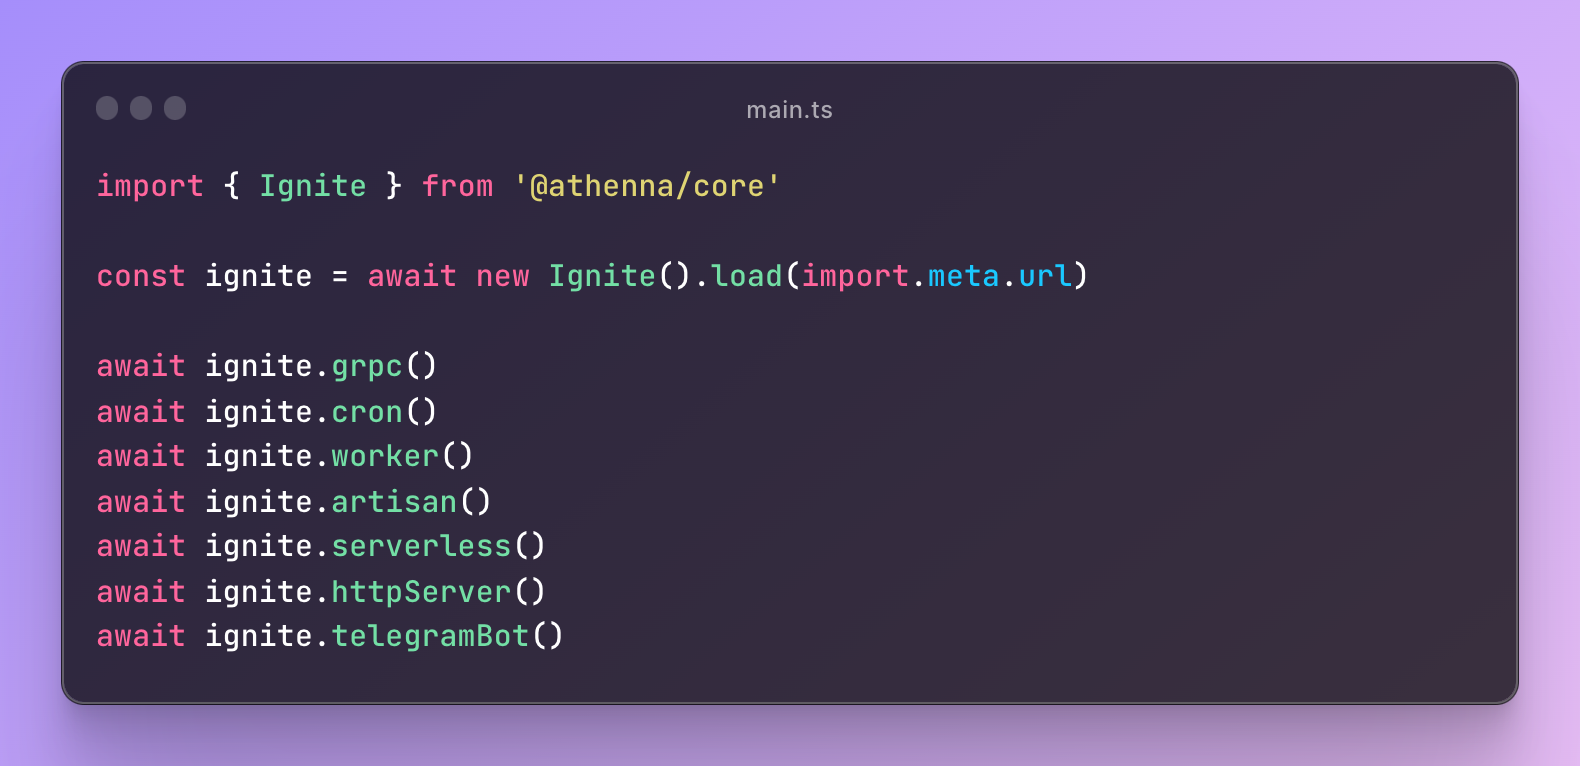 main.ts
import { Ignite } from '@athenna/core'
const ignite = await new Ignite().load(import.meta.url)
await ignite.grpc()
await ignite.cron()
await ignite.worker()
await ignite.artisan()
await ignite.serverless()
await ignite.httpServer()
await ignite.telegramBot()